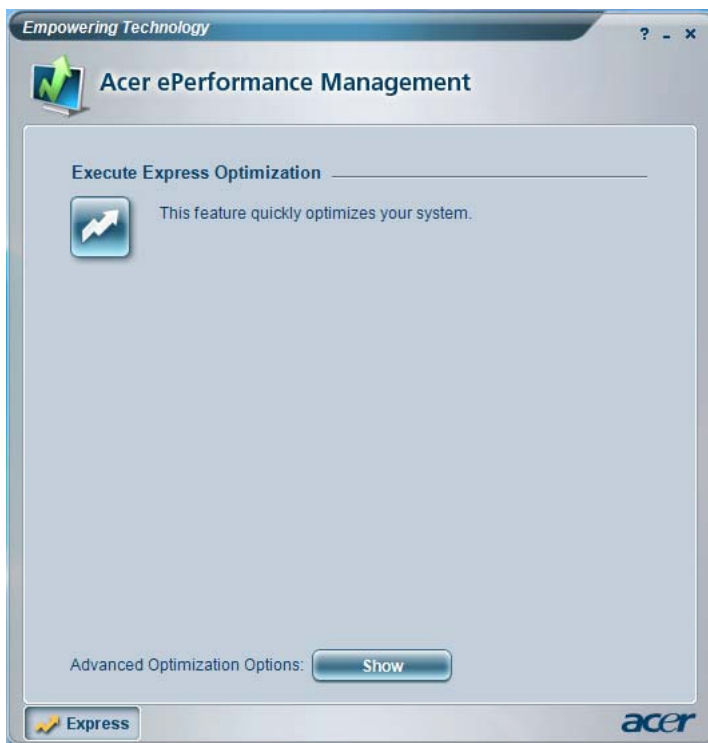 Empowering Technology
? - ×
Acer ePerformance Management
Execute Express Optimization
This feature quickly optimizes your system.
Advanced Optimization Options: Show
Express
acer